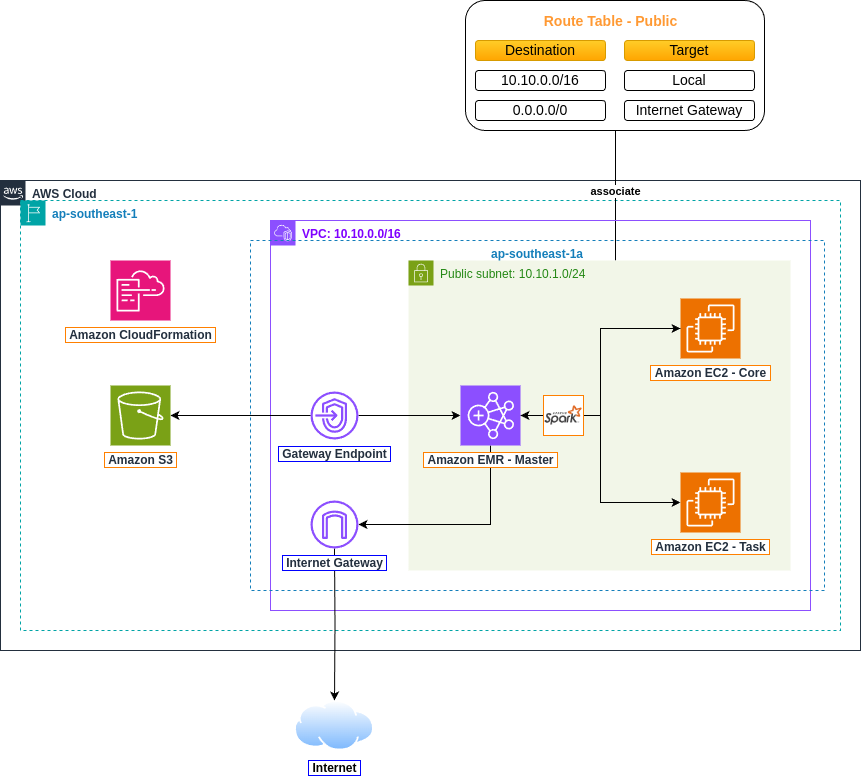 Route Table - Public
Destination
Target
10.10.0.0/16
Local
0.0.0.0/0
Internet Gateway
associate
aws
AWS Cloud
ap-southeast-1
VPC: 10.10.0.0/16
ap-southeast-1a
Public subnet: 10.10.1.0/24
Amazon CloudFormation
Amazon EC2 - Core
Spark
Amazon S3
Gateway Endpoint
Amazon EMR - Master
Amazon EC2 - Task
Internet Gateway
Internet